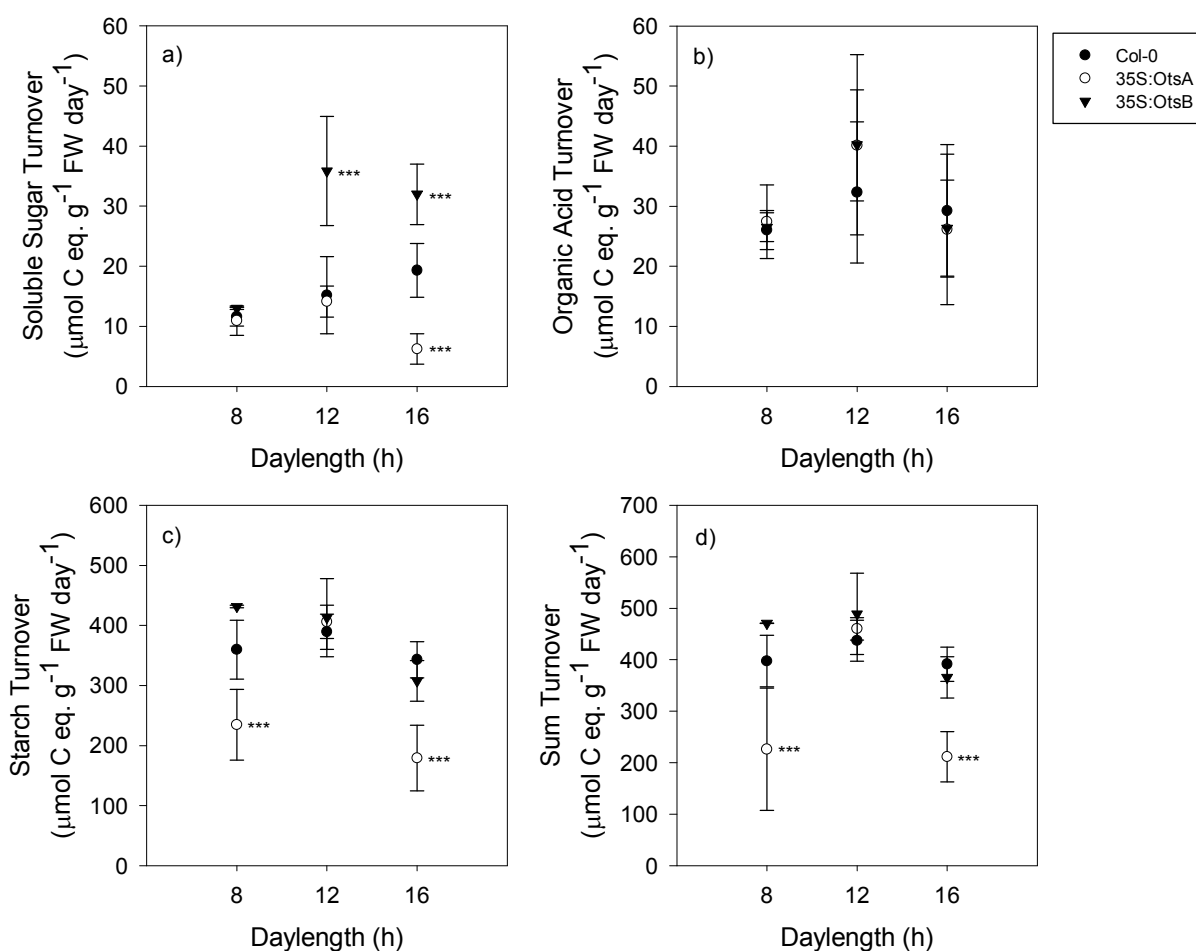 a)
Soluble Sugar Turnover
(μmol C eq. g⁻¹ FW day⁻¹)
60
50
40
30
20
10
0
***
***
***
8
12
16
Daylength (h)
b)
Organic Acid Turnover
(μmol C eq. g⁻¹ FW day⁻¹)
60
50
40
30
20
10
0
8
12
16
Daylength (h)
Col-0
35S:OtsA
35S:OtsB
c)
Starch Turnover
(μmol C eq. g⁻¹ FW day⁻¹)
600
500
400
300
200
100
0
***
***
8
12
16
Daylength (h)
d)
Sum Turnover
(μmol C eq. g⁻¹ FW day⁻¹)
700
600
500
400
300
200
100
0
***
***
8
12
16
Daylength (h)